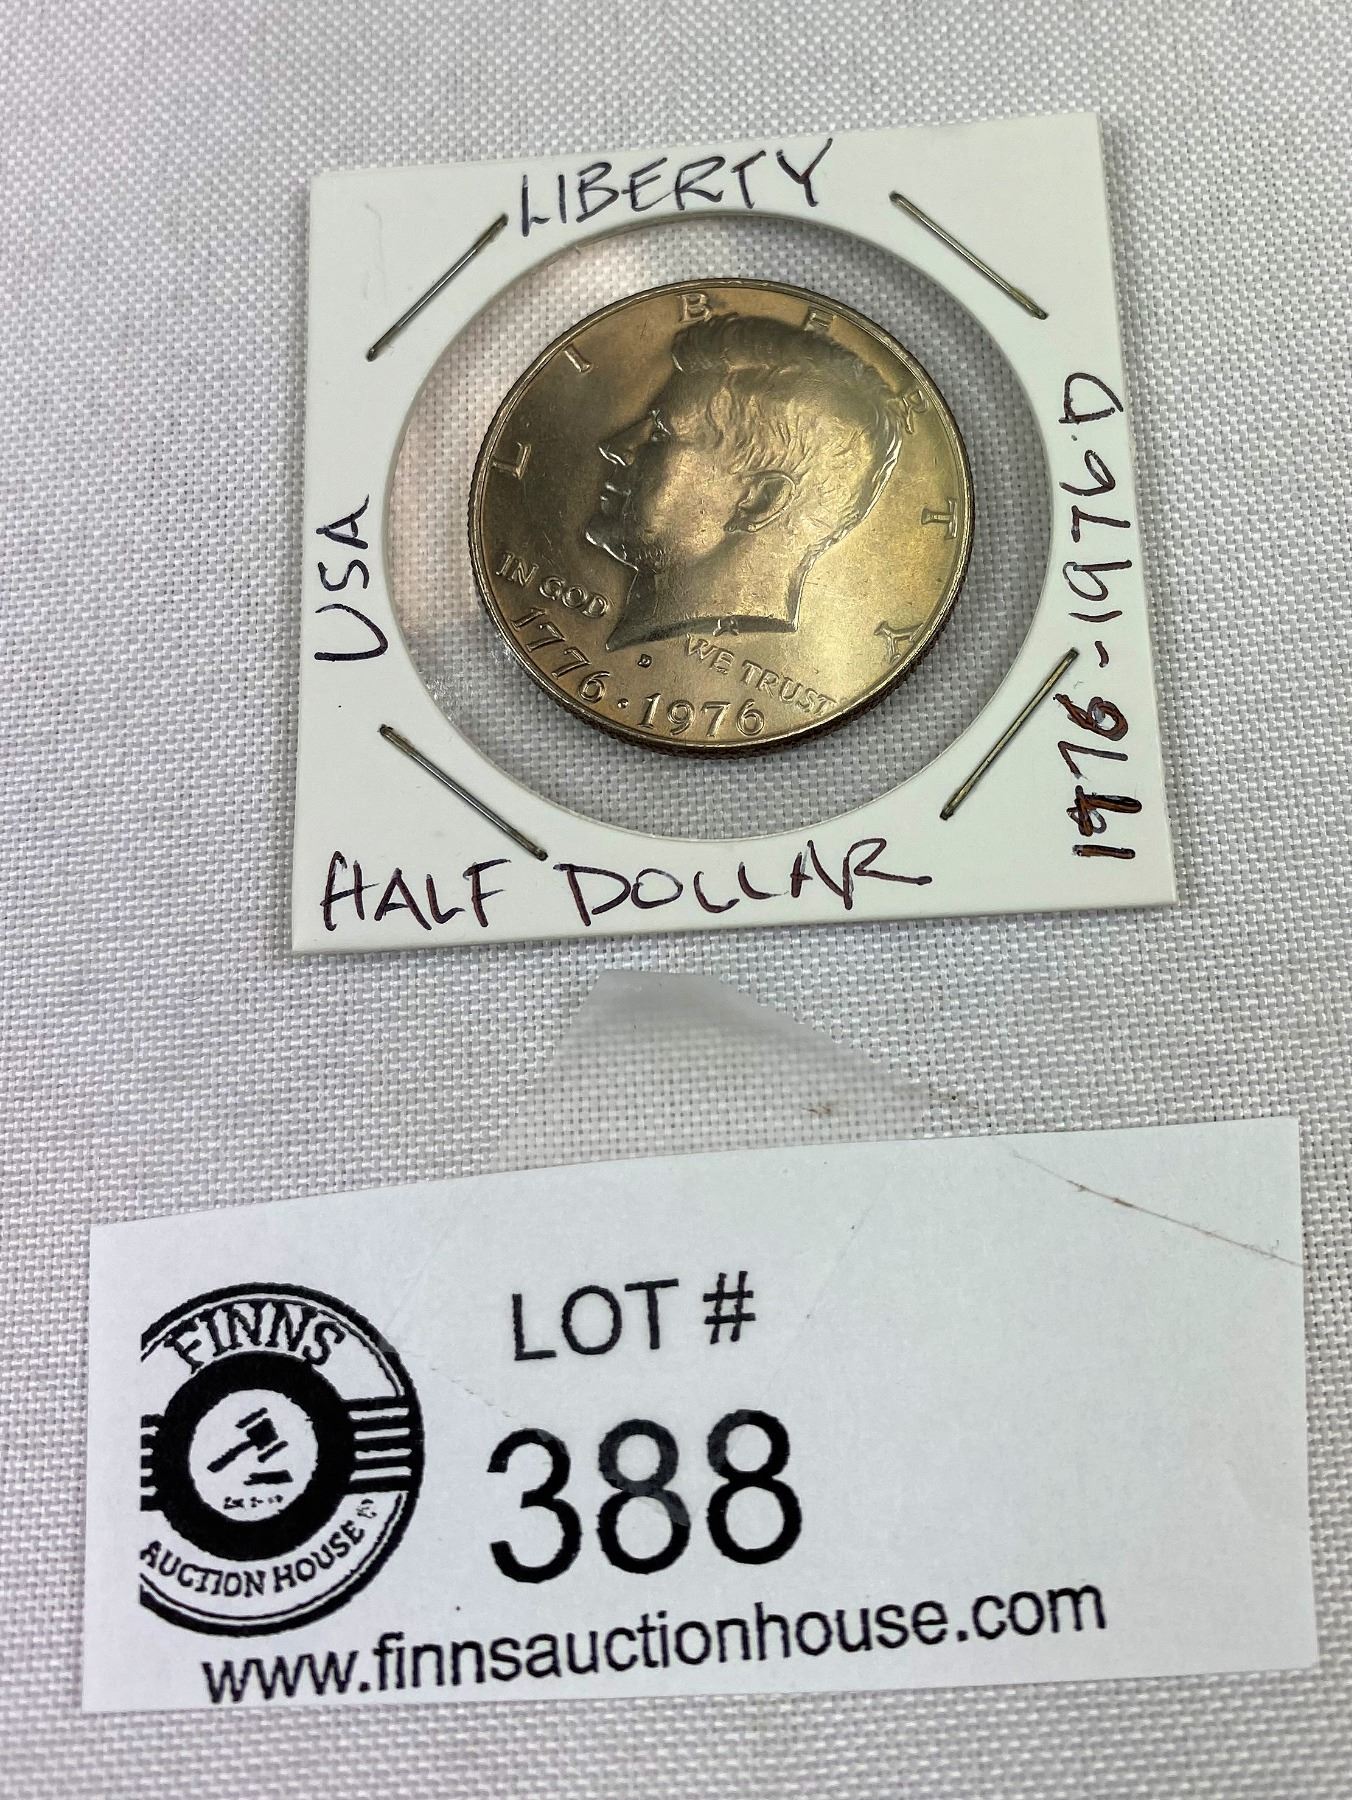 LIBERTY
USA
1976-1976.D
HALF DOLLAR
LIBERTY
IN GOD WE TRUST
D
1776·1976
LOT #
388
FINNS
AUCTION HOUSE
www.finnsauctionhouse.com